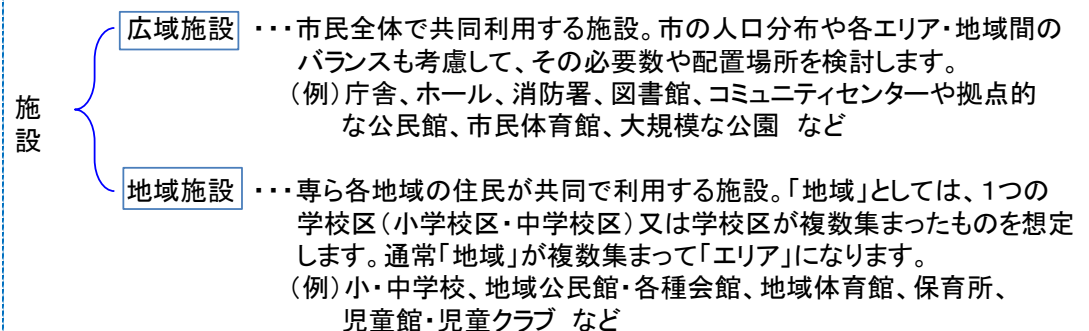 広域施設 ・・・市民全体で共同利用する施設。市の人口分布や各エリア・地域間の
バランスも考慮して、その必要数や配置場所を検討します。
（例）庁舎、ホール、消防署、図書館、コミュニティセンターや拠点的
な公民館、市民体育館、大規模な公園 など
施
設
地域施設 ・・・専ら各地域の住民が共同で利用する施設。「地域」としては、１つの
学校区（小学校区・中学校区）又は学校区が複数集まったものを想定
します。通常「地域」が複数集まって「エリア」になります。
（例）小・中学校、地域公民館・各種会館、地域体育館、保育所、
児童館・児童クラブ など